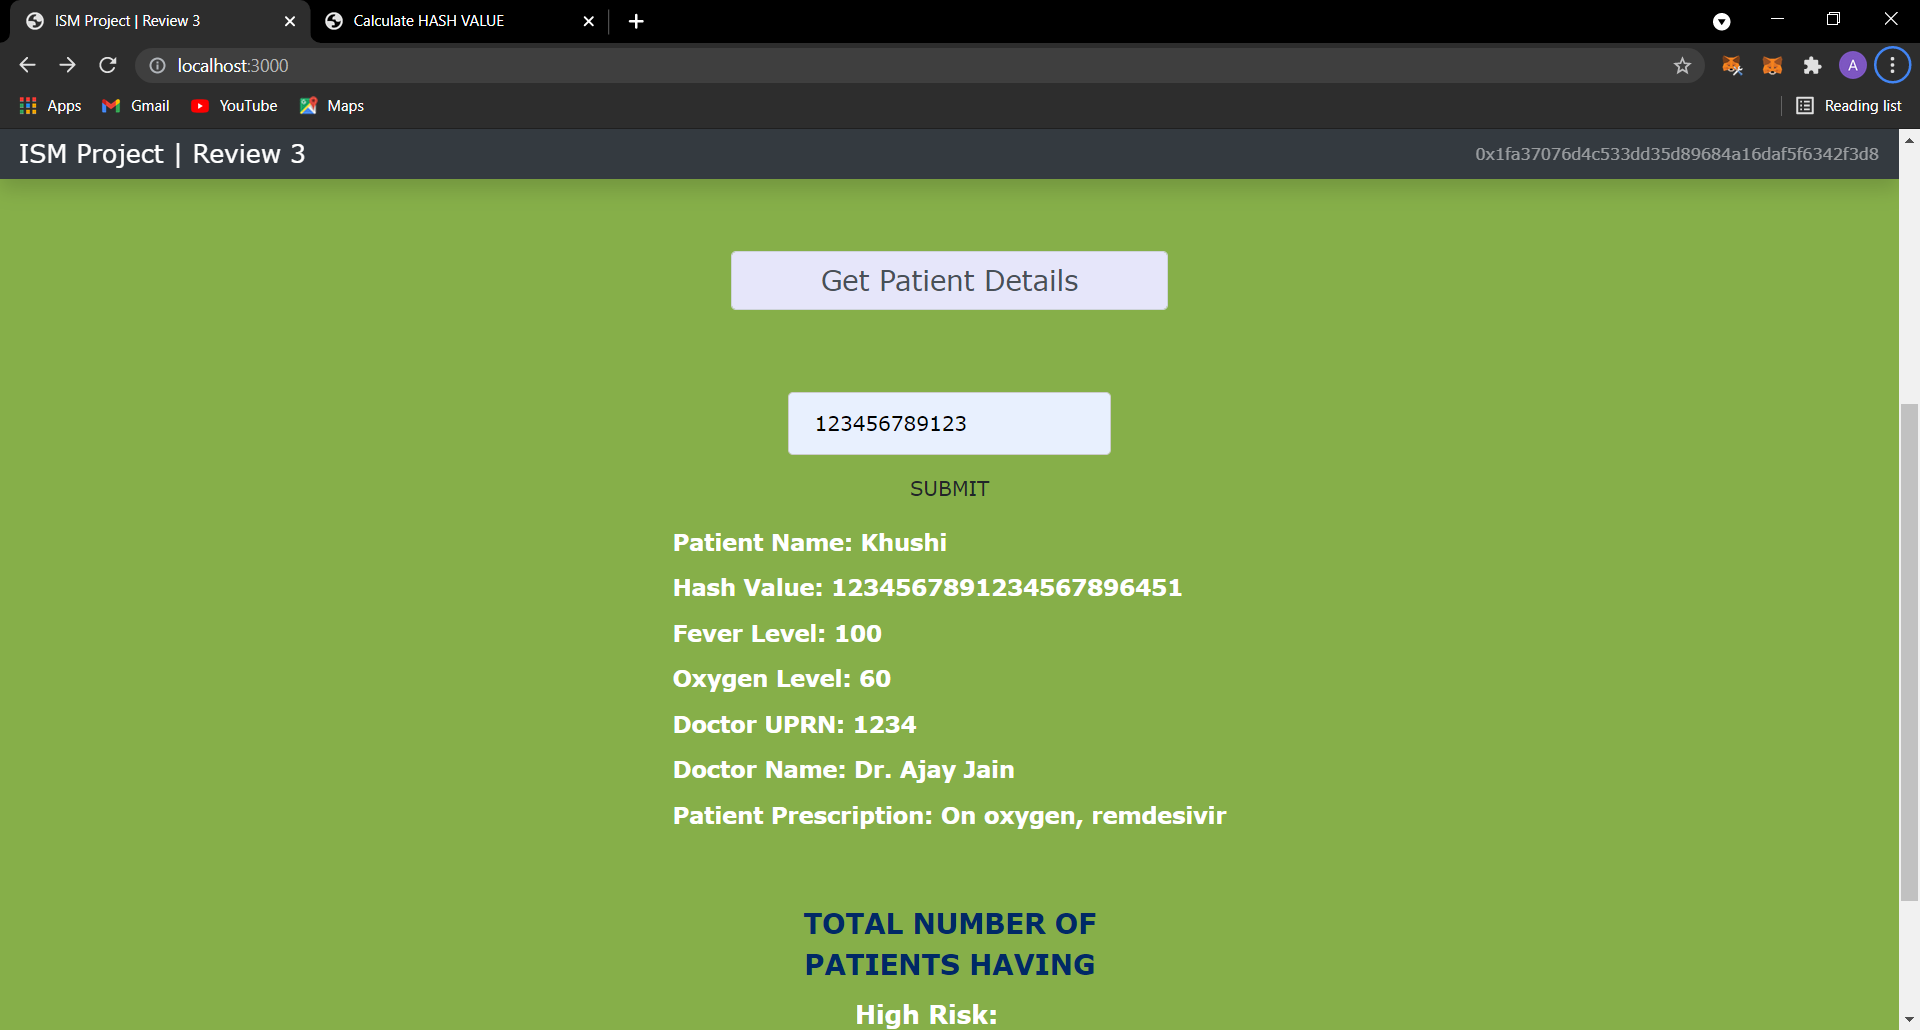 ISM Project | Review 3
Calculate HASH VALUE
localhost:3000
A
Apps
Gmail
YouTube
Maps
Reading list
ISM Project | Review 3
0x1fa37076d4c533dd35d89684a16daf5f6342f3d8
Get Patient Details
123456789123
SUBMIT
Patient Name: Khushi
Hash Value: 1234567891234567896451
Fever Level: 100
Oxygen Level: 60
Doctor UPRN: 1234
Doctor Name: Dr. Ajay Jain
Patient Prescription: On oxygen, remdesivir
TOTAL NUMBER OF
PATIENTS HAVING
High Risk: